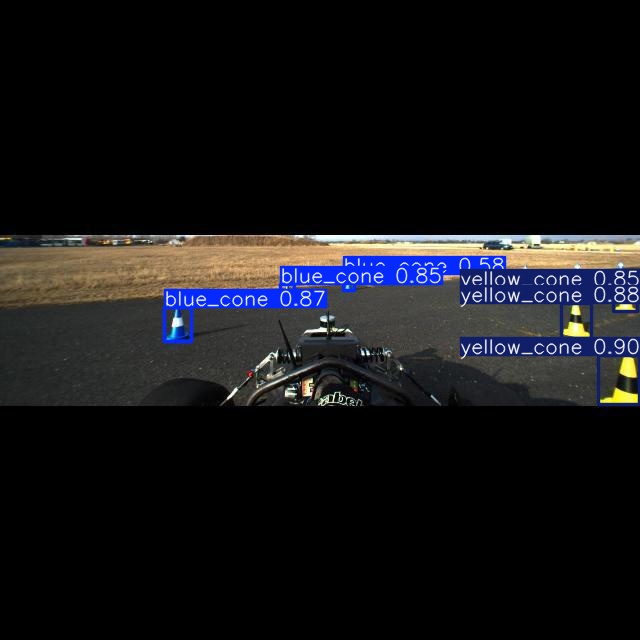 blue_cone 0.58
blue_cone 0.85
yellow_cone 0.85
yellow_cone 0.88
blue_cone 0.87
yellow_cone 0.90